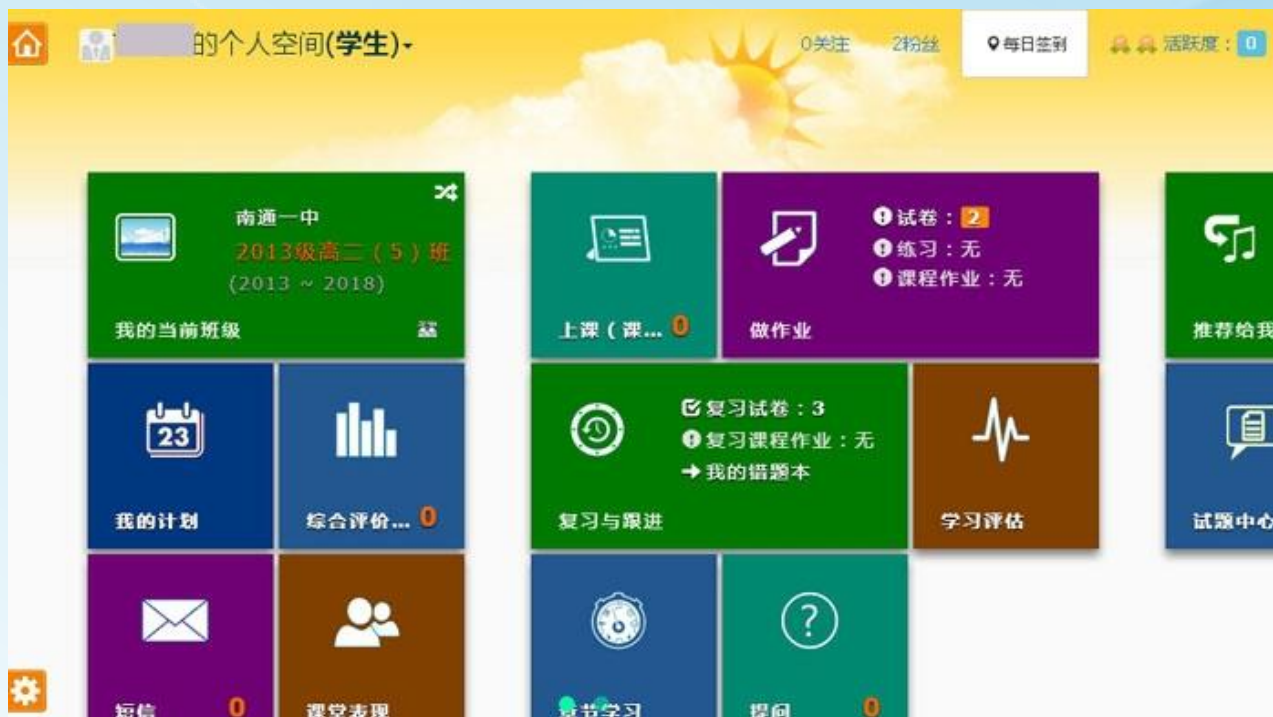 的个人空间(学生)
0关注
2粉丝
每日签到
活跃度：0
南通一中
2013级高二（5）班
(2013 ~ 2018)
我的当前班级
上课（课... 0
试卷：2
练习：无
课程作业：无
做作业
推荐给我
23
我的计划
综合评价... 0
复习试卷：3
复习课程作业：无
我的错题本
复习与跟进
学习评估
试题中心
短信 0
课堂表现
章节学习
?
提问 0